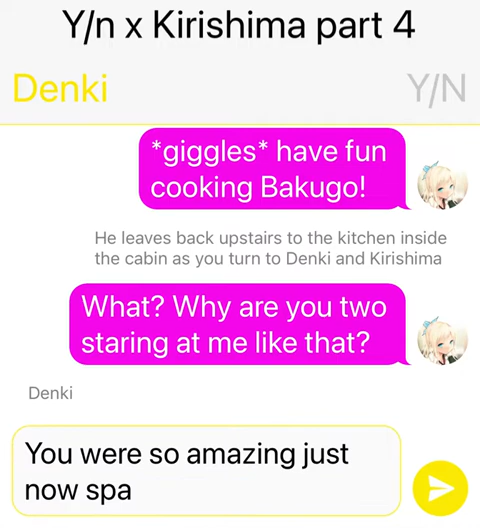 Y/n x Kirishima part 4
Denki
Y/N
*giggles* have fun
cooking Bakugo!
He leaves back upstairs to the kitchen inside
the cabin as you turn to Denki and Kirishima
What? Why are you two
staring at me like that?
Denki
You were so amazing just
now spa